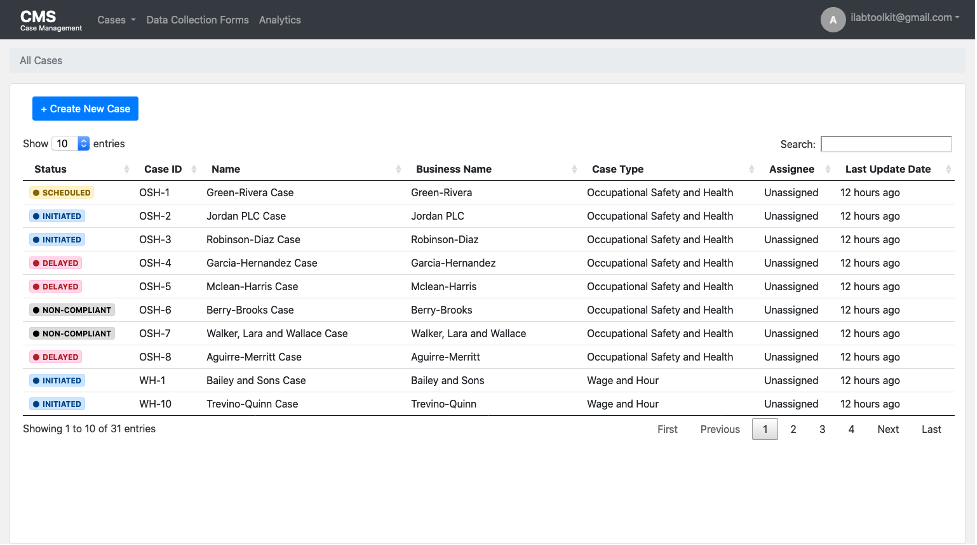 CMS
Case Management
Cases Data Collection Forms Analytics
A ilabtoolkit@gmail.com
All Cases
+ Create New Case
Show 10 entries
Search:
Status Case ID Name Business Name Case Type Assignee Last Update Date
SCHEDULED OSH-1 Green-Rivera Case Green-Rivera Occupational Safety and Health Unassigned 12 hours ago
INITIATED OSH-2 Jordan PLC Case Jordan PLC Occupational Safety and Health Unassigned 12 hours ago
INITIATED OSH-3 Robinson-Diaz Case Robinson-Diaz Occupational Safety and Health Unassigned 12 hours ago
DELAYED OSH-4 Garcia-Hernandez Case Garcia-Hernandez Occupational Safety and Health Unassigned 12 hours ago
DELAYED OSH-5 Mclean-Harris Case Mclean-Harris Occupational Safety and Health Unassigned 12 hours ago
NON-COMPLIANT OSH-6 Berry-Brooks Case Berry-Brooks Occupational Safety and Health Unassigned 12 hours ago
NON-COMPLIANT OSH-7 Walker, Lara and Wallace Case Walker, Lara and Wallace Occupational Safety and Health Unassigned 12 hours ago
DELAYED OSH-8 Aguirre-Merritt Case Aguirre-Merritt Occupational Safety and Health Unassigned 12 hours ago
INITIATED WH-1 Bailey and Sons Case Bailey and Sons Wage and Hour Unassigned 12 hours ago
INITIATED WH-10 Trevino-Quinn Case Trevino-Quinn Wage and Hour Unassigned 12 hours ago
Showing 1 to 10 of 31 entries
First Previous 1 2 3 4 Next Last